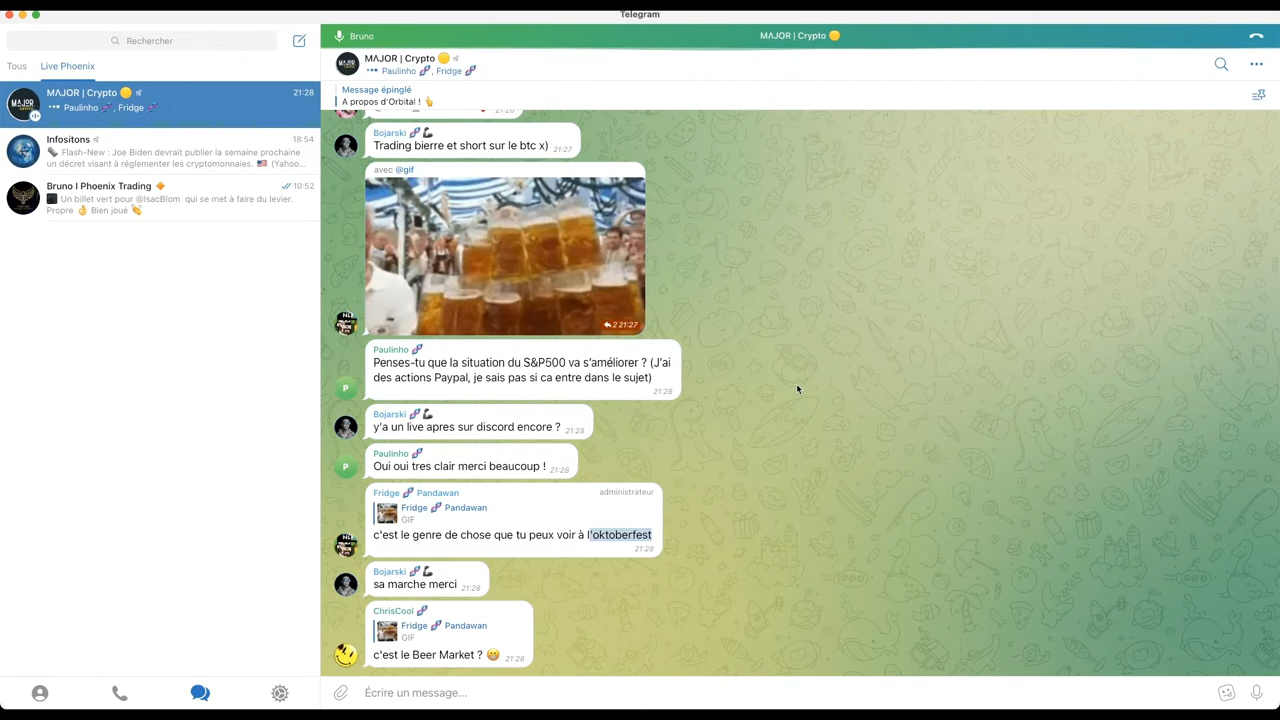 Telegram
Rechercher
Tous
Live Phoenix
MΛJOR | Crypto
21:28
Paulinho 🧬, Fridge 🧬
Infositons
18:54
🗞 Flash-New : Joe Biden devrait publier la semaine prochaine
un décret visant à réglementer les cryptomonnaies. 🇺🇸 (Yahoo...
Bruno I Phoenix Trading 🔸
10:52
Un billet vert pour @IsacBlom qui se met à faire du levier.
Propre 👌 Bien joué 👏
Bruno
MΛJOR | Crypto 🟡
MΛJOR | Crypto 🟡
Paulinho 🧬, Fridge 🧬
Message épinglé
A propos d'Orbital ! 👆
Bojarski 🧬🦾
Trading bierre et short sur le btc x) 21:27
avec @gif
2 21:27
Paulinho 🧬
Penses-tu que la situation du S&P500 va s'améliorer ? (J'ai
des actions Paypal, je sais pas si ca entre dans le sujet)
21:28
P
Bojarski 🧬🦾
y'a un live apres sur discord encore ? 21:28
Paulinho 🧬
Oui oui tres clair merci beaucoup ! 21:28
P
Fridge 🧬 Pandawan
administrateur
Fridge 🧬 Pandawan
GIF
c'est le genre de chose que tu peux voir à l'oktoberfest
21:28
Bojarski 🧬🦾
sa marche merci 21:28
ChrisCool 🧬
Fridge 🧬 Pandawan
GIF
c'est le Beer Market ? 😁 21:28
Écrire un message...